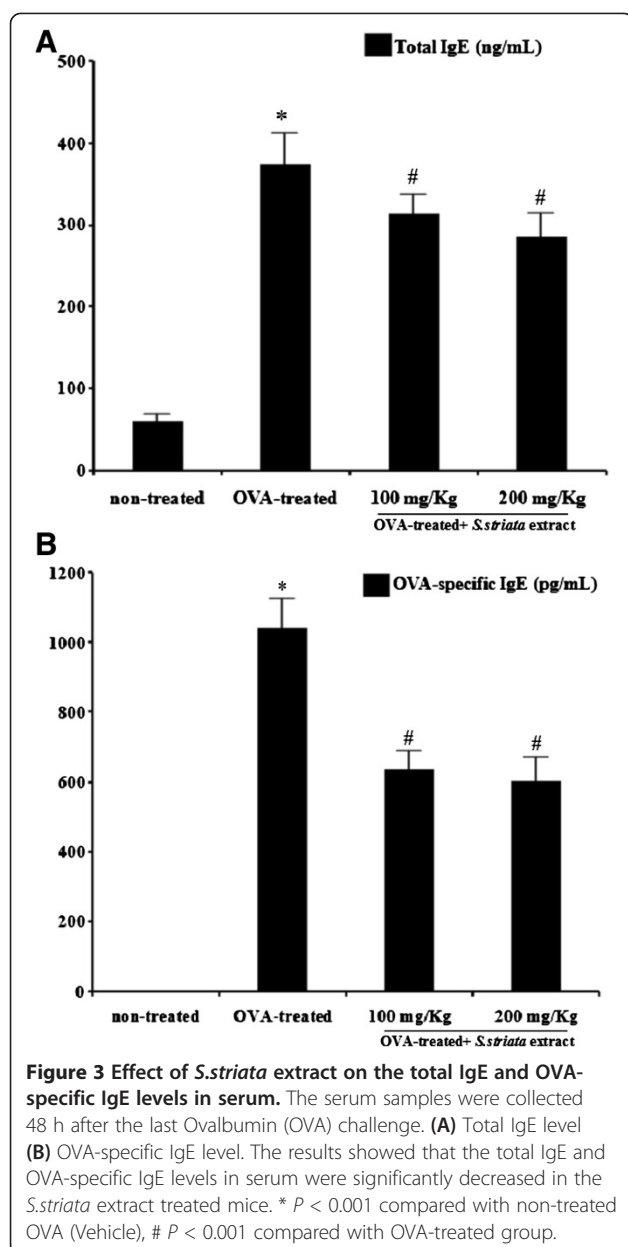 A
Total IgE (ng/mL)
500
400
300
200
100
0
*
#
#
non-treated OVA-treated 100 mg/Kg 200 mg/Kg
OVA-treated+ S.striata extract
B
OVA-specific IgE (pg/mL)
1200
1000
800
600
400
200
0
*
#
#
non-treated OVA-treated 100 mg/Kg 200 mg/Kg
OVA-treated+ S.striata extract
Figure 3 Effect of S.striata extract on the total IgE and OVA-
specific IgE levels in serum. The serum samples were collected
48 h after the last Ovalbumin (OVA) challenge. (A) Total IgE level
(B) OVA-specific IgE level. The results showed that the total IgE and
OVA-specific IgE levels in serum were significantly decreased in the
S.striata extract treated mice. * P < 0.001 compared with non-treated
OVA (Vehicle), # P < 0.001 compared with OVA-treated group.